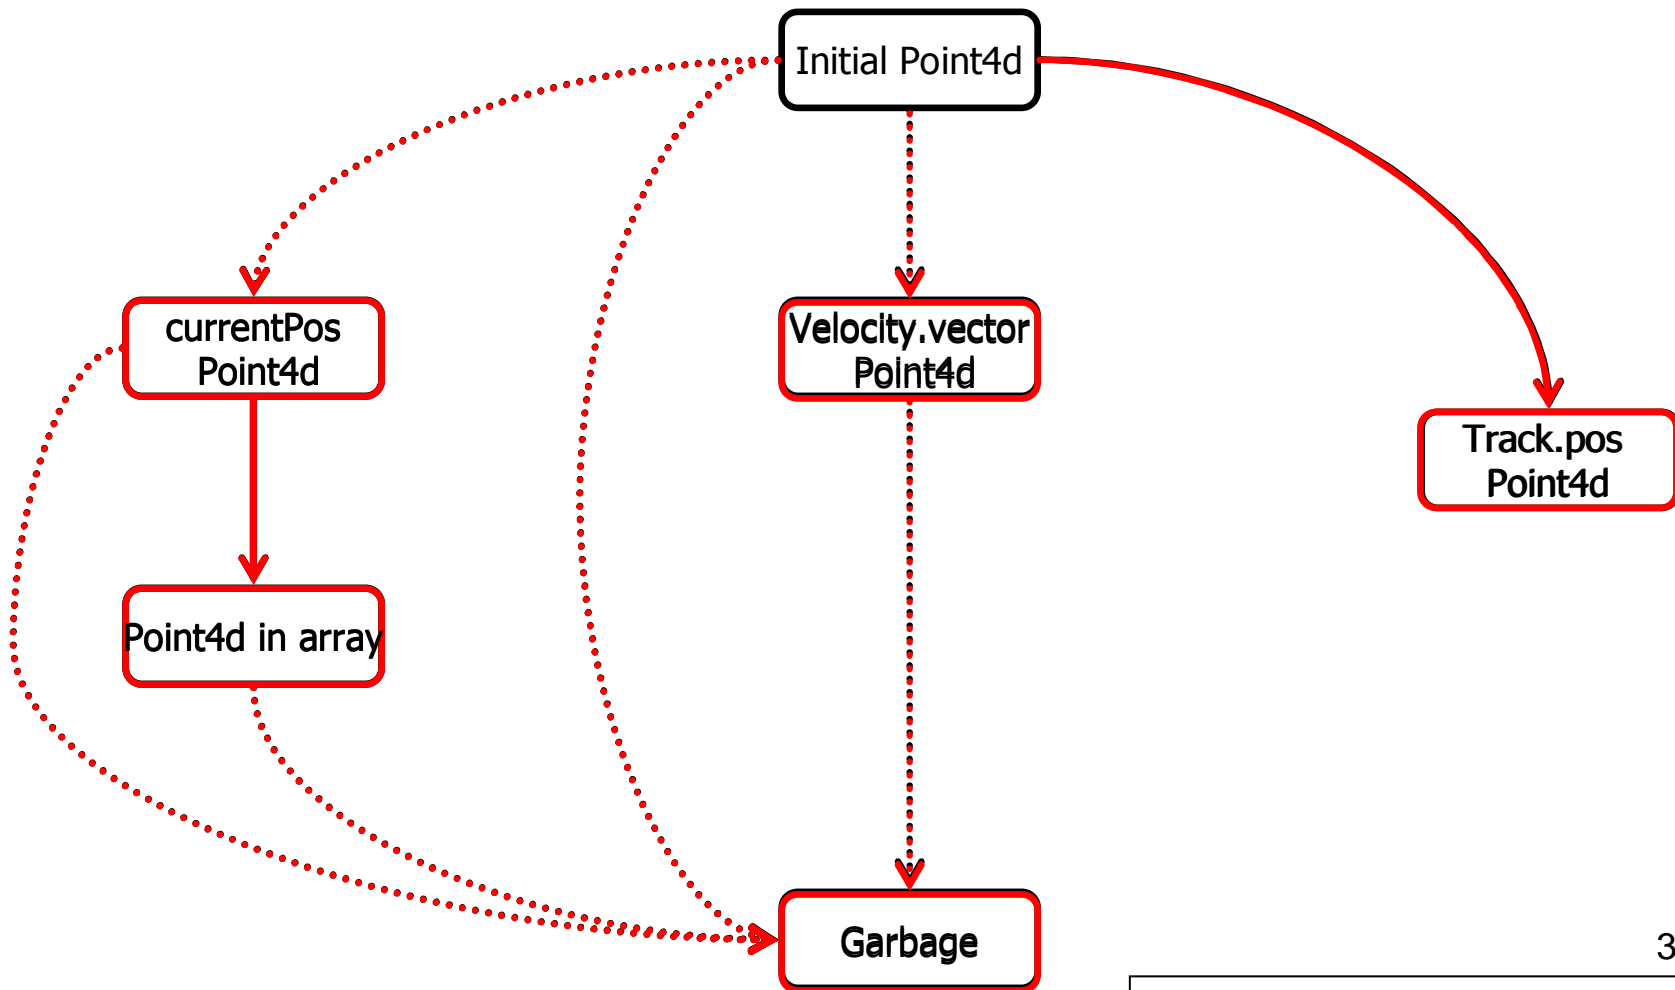 Initial Point4d
currentPos
Point4d
Velocity.vector
Point4d
Track.pos
Point4d
Point4d in array
Garbage
3